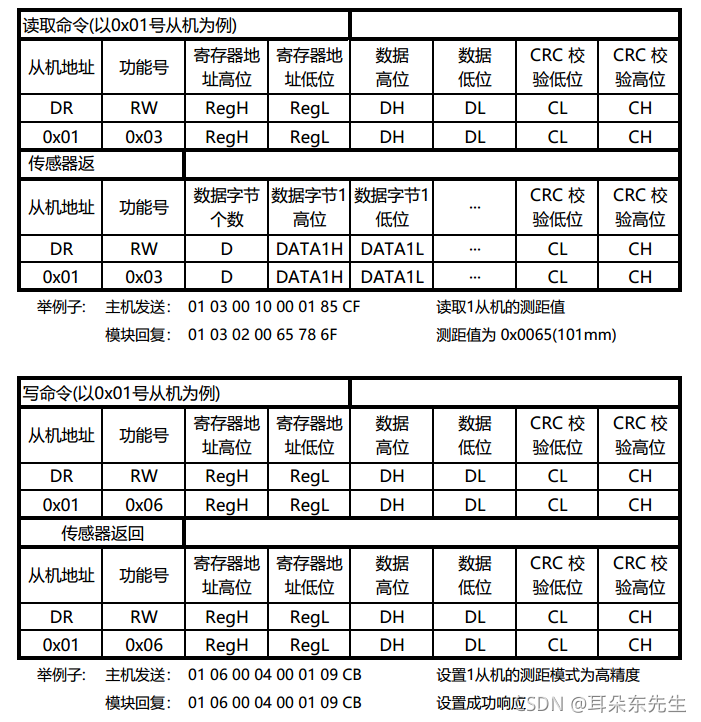 读取命令(以0x01号从机为例)
从机地址 功能号 寄存器地址高位 寄存器地址低位 数据高位 数据低位 CRC 校验低位 CRC 校验高位
DR RW RegH RegL DH DL CL CH
0x01 0x03 RegH RegL DH DL CL CH
传感器返
从机地址 功能号 数据字节个数 数据字节1高位 数据字节1低位 ... CRC 校验低位 CRC 校验高位
DR RW D DATA1H DATA1L ... CL CH
0x01 0x03 D DATA1H DATA1L ... CL CH
举例子: 主机发送: 01 03 00 10 00 01 85 CF 读取1从机的测距值
模块回复: 01 03 02 00 65 78 6F 测距值为 0x0065(101mm)
写命令(以0x01号从机为例)
从机地址 功能号 寄存器地址高位 寄存器地址低位 数据高位 数据低位 CRC 校验低位 CRC 校验高位
DR RW RegH RegL DH DL CL CH
0x01 0x06 RegH RegL DH DL CL CH
传感器返回
从机地址 功能号 寄存器地址高位 寄存器地址低位 数据高位 数据低位 CRC 校验低位 CRC 校验高位
DR RW RegH RegL DH DL CL CH
0x01 0x06 RegH RegL DH DL CL CH
举例子: 主机发送: 01 06 00 04 00 01 09 CB 设置1从机的测距模式为高精度
模块回复: 01 06 00 04 00 01 09 CB 设置成功响应
CSDN @耳朵东先生